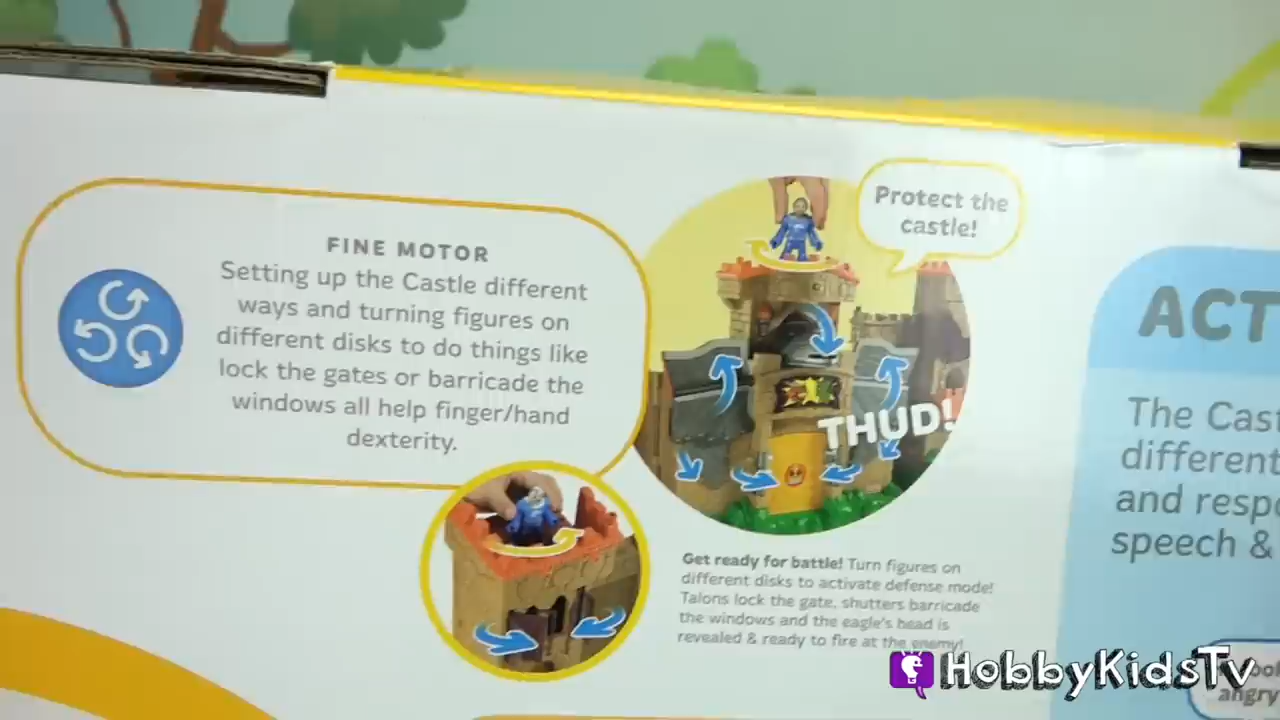 FINE MOTOR
Setting up the Castle different
ways and turning figures on
different disks to do things like
lock the gates or barricade the
windows all help finger/hand
dexterity.
Protect the
castle!
THUD!
Get ready for battle! Turn figures on
different disks to activate defense mode!
Talons lock the gate, shutters barricade
the windows and the eagle's head is
revealed & ready to fire at the enemy!
ACT
The Cast
different
and respo
speech &
angry
HobbyKidsTv